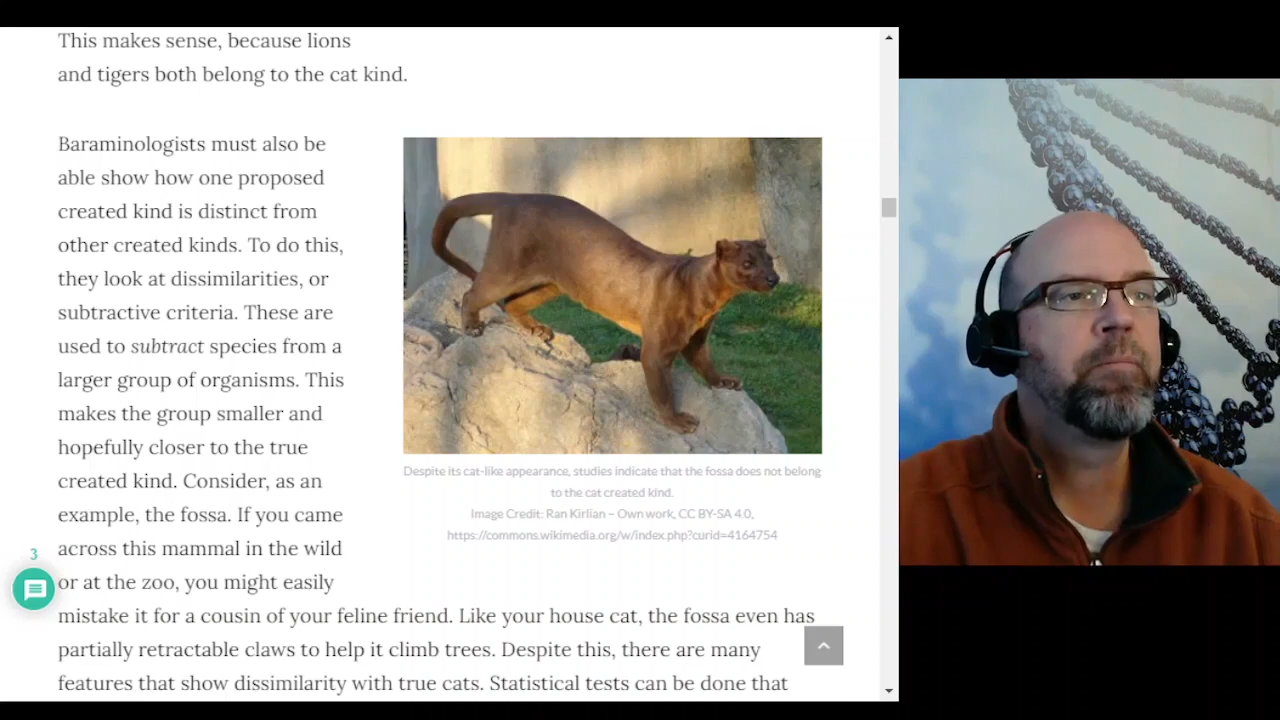 This makes sense, because lions
and tigers both belong to the cat kind.
Baraminologists must also be
able show how one proposed
created kind is distinct from
other created kinds. To do this,
they look at dissimilarities, or
subtractive criteria. These are
used to subtract species from a
larger group of organisms. This
makes the group smaller and
hopefully closer to the true
created kind. Consider, as an
example, the fossa. If you came
across this mammal in the wild
or at the zoo, you might easily
mistake it for a cousin of your feline friend. Like your house cat, the fossa even has
partially retractable claws to help it climb trees. Despite this, there are many
features that show dissimilarity with true cats. Statistical tests can be done that
Despite its cat-like appearance, studies indicate that the fossa does not belong
to the cat created kind.
Image Credit: Ran Kirlian – Own work, CC BY-SA 4.0,
https://commons.wikimedia.org/w/index.php?curid=4164754
3